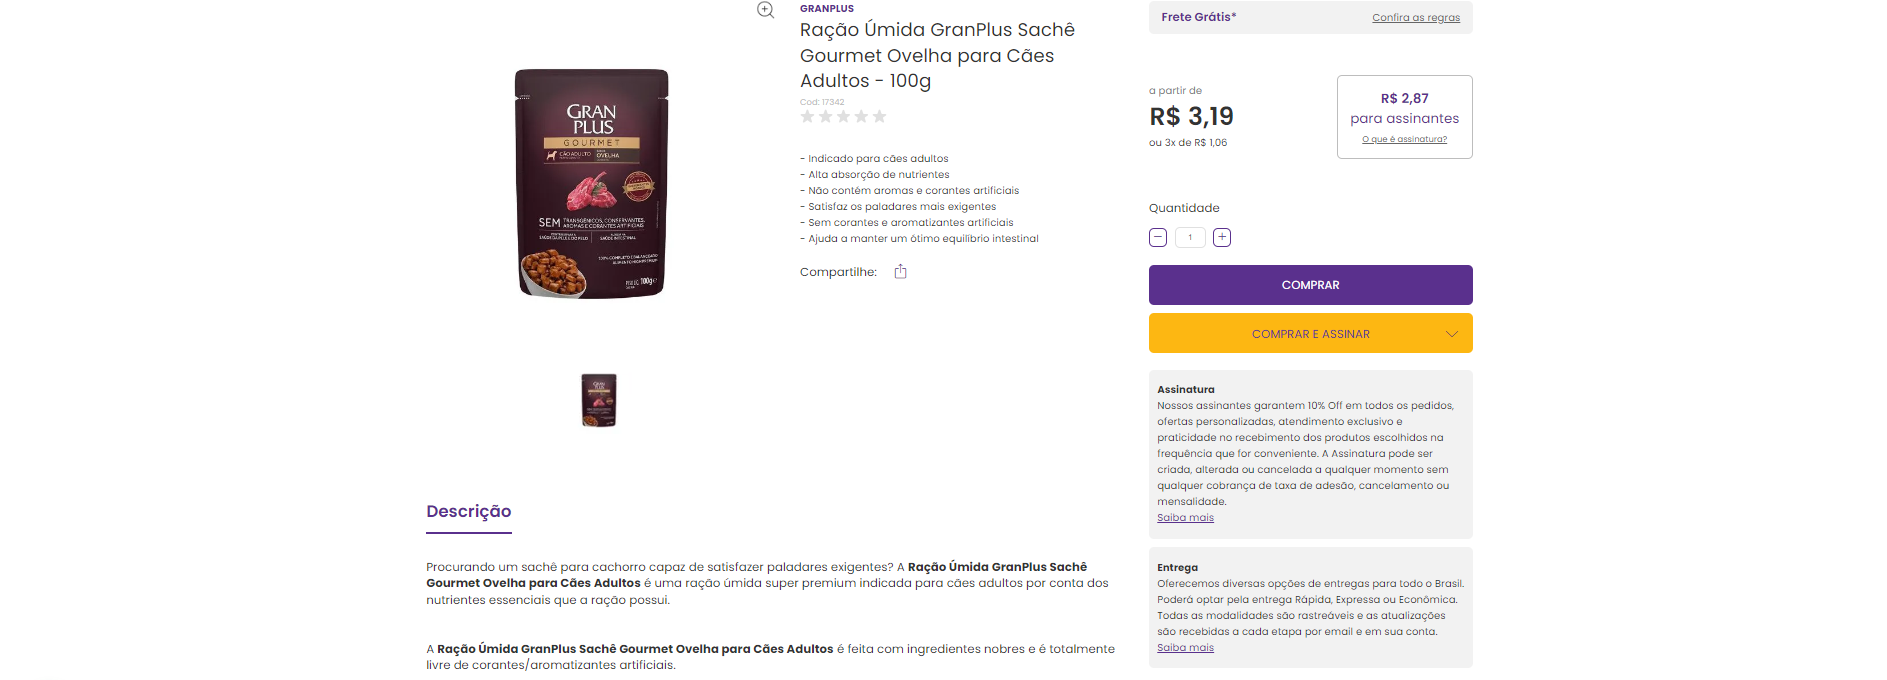 GRANPLUS
Ração Úmida GranPlus Sachê
Gourmet Ovelha para Cães
Adultos - 100g
Cod: 17342
- Indicado para cães adultos
- Alta absorção de nutrientes
- Não contém aromas e corantes artificiais
- Satisfaz os paladares mais exigentes
- Sem corantes e aromatizantes artificiais
- Ajuda a manter um ótimo equilíbrio intestinal
Compartilhe:
GRAN
PLUS
GOURMET
CÃO ADULTO
OVELHA
SEM TRANSGÊNICOS, CONSERVANTES,
AROMAS E CORANTES ARTIFICIAIS
SAÚDE DA PELE E DO PELO
SAÚDE INTESTINAL
100% COMPLETO E BALANCEADO
100g
Frete Grátis*
Confira as regras
a partir de
R$ 3,19
ou 3x de R$ 1,06
R$ 2,87
para assinantes
O que é assinatura?
Quantidade
1
COMPRAR
COMPRAR E ASSINAR
Assinatura
Nossos assinantes garantem 10% Off em todos os pedidos,
ofertas personalizadas, atendimento exclusivo e
praticidade no recebimento dos produtos escolhidos na
frequência que for conveniente. A Assinatura pode ser
criada, alterada ou cancelada a qualquer momento sem
qualquer cobrança de taxa de adesão, cancelamento ou
mensalidade.
Saiba mais
Entrega
Oferecemos diversas opções de entregas para todo o Brasil.
Poderá optar pela entrega Rápida, Expressa ou Econômica.
Todas as modalidades são rastreáveis e as atualizações
são recebidas a cada etapa por email e em sua conta.
Saiba mais
Descrição
Procurando um sachê para cachorro capaz de satisfazer paladares exigentes? A Ração Úmida GranPlus Sachê
Gourmet Ovelha para Cães Adultos é uma ração úmida super premium indicada para cães adultos por conta dos
nutrientes essenciais que a ração possui.
A Ração Úmida GranPlus Sachê Gourmet Ovelha para Cães Adultos é feita com ingredientes nobres e é totalmente
livre de corantes/aromatizantes artificiais.